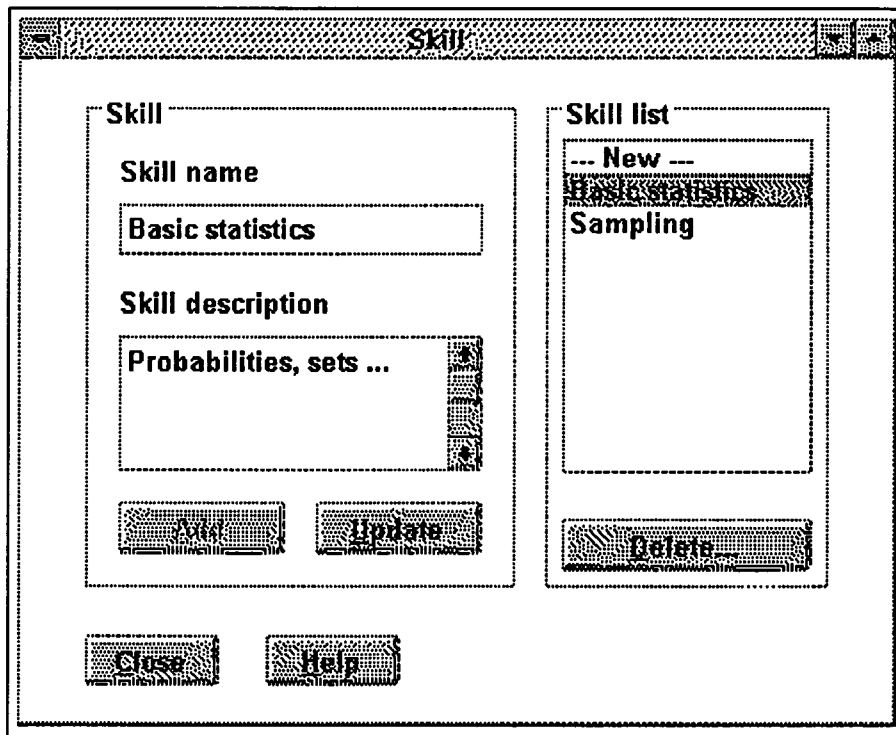 Skill
Skill
Skill name
Basic statistics
Skill description
Probabilities, sets ...
Add
Update
Skill list
--- New ---
Basic statistics
Sampling
Delete...
Close
Help